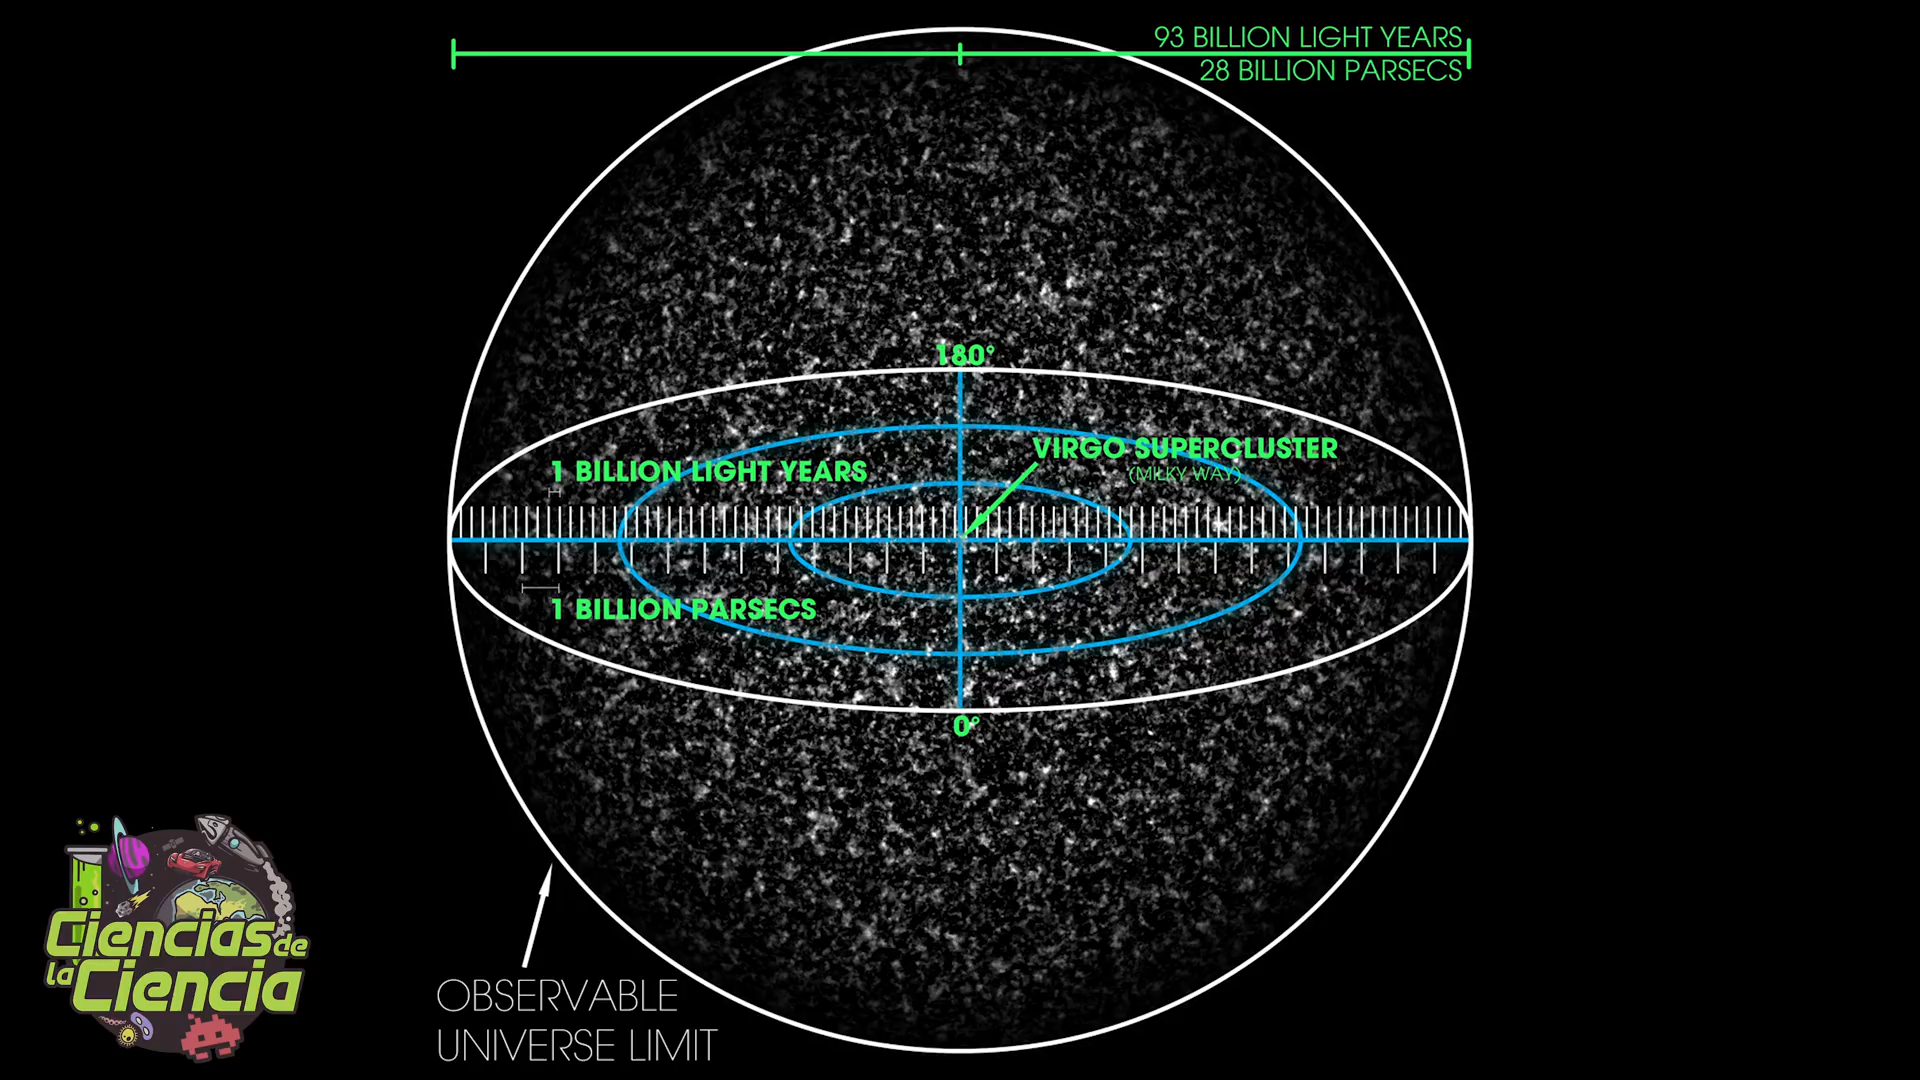 93 BILLION LIGHT YEARS
28 BILLION PARSECS
180°
VIRGO SUPERCLUSTER
(MILKY WAY)
1 BILLION LIGHT YEARS
1 BILLION PARSECS
0°
OBSERVABLE
UNIVERSE LIMIT
Ciencias de
la Ciencia